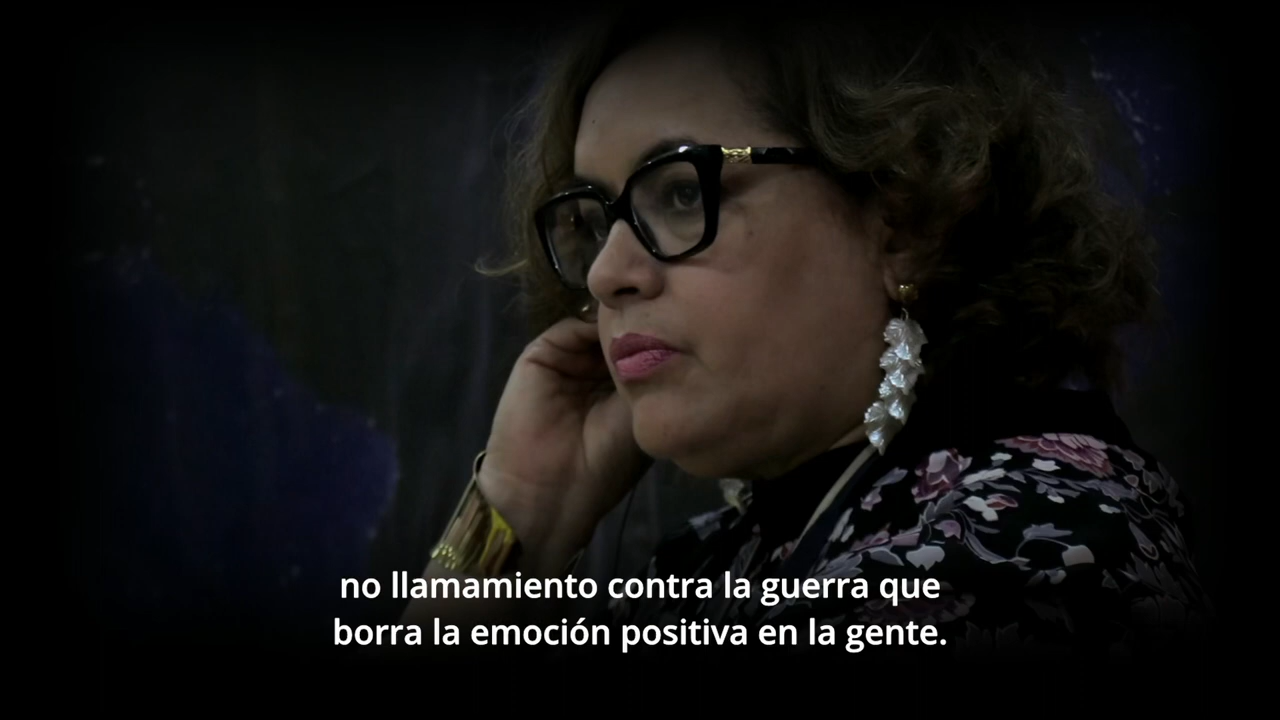 no llamamiento contra la guerra que
borra la emoción positiva en la gente.